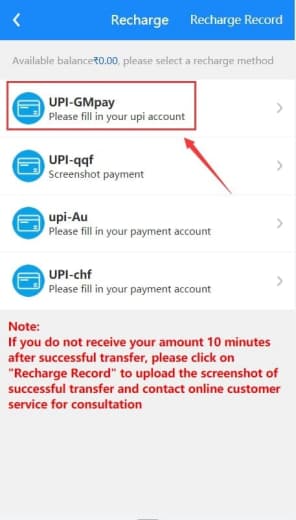 Recharge
Recharge Record
Available balance₹0.00, please select a recharge method
UPI-GMpay
Please fill in your upi account
UPI-qqf
Screenshot payment
upi-Au
Please fill in your payment account
UPI-chf
Please fill in your payment account
Note:
If you do not receive your amount 10 minutes
after successful transfer, please click on
"Recharge Record" to upload the screenshot of
successful transfer and contact online customer
service for consultation